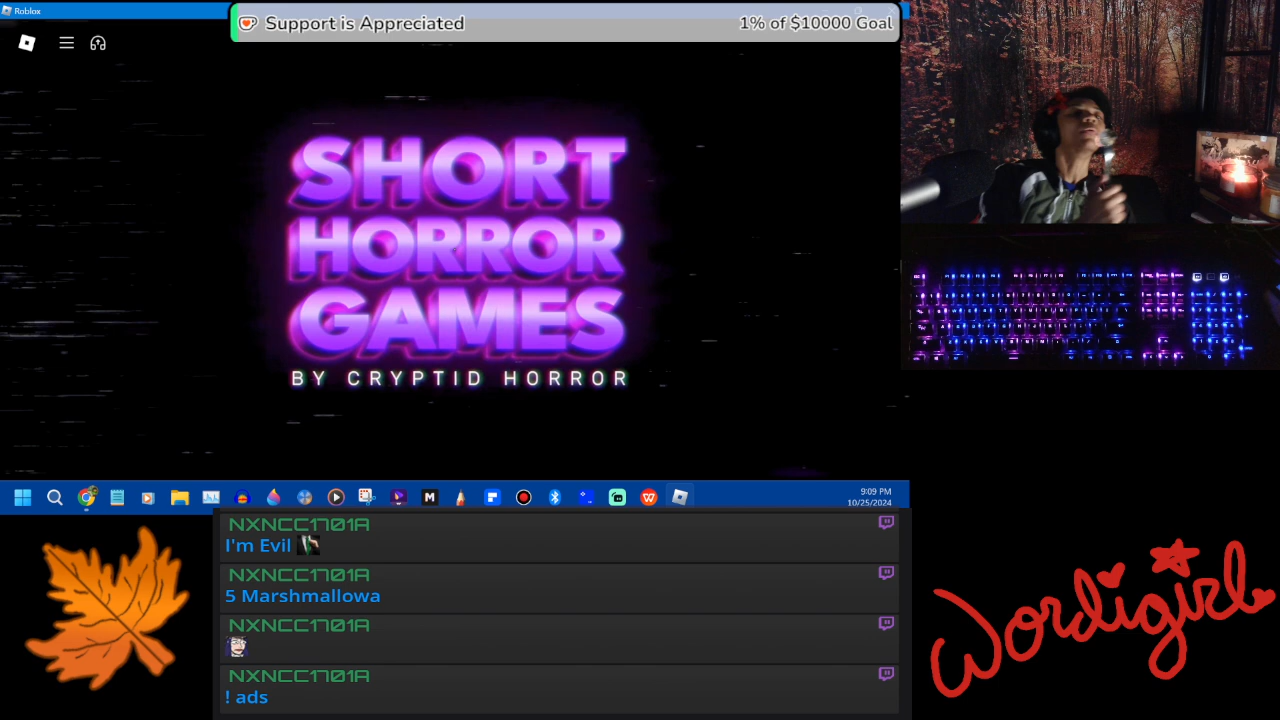 Roblox
Support is Appreciated
1% of $10000 Goal
SHORT
HORROR
GAMES
BY CRYPTID HORROR
9:09 PM
10/25/2024
NXNCC1701A
I'm Evil
NXNCC1701A
5 Marshmallowa
NXNCC1701A
NXNCC1701A
! ads
Wordigirl